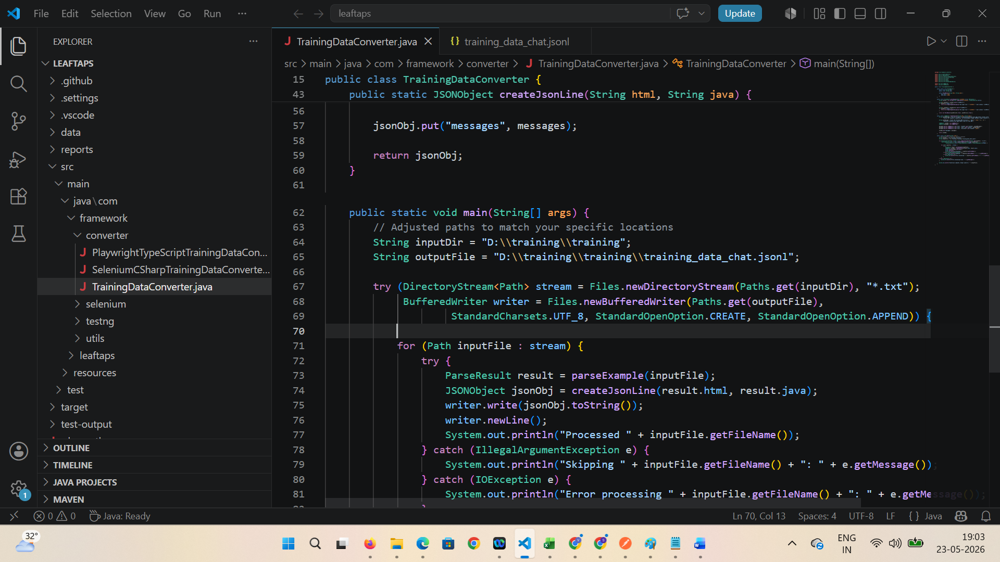 File Edit Selection View Go Run ···
leaftaps
Update
EXPLORER
LEAFTAPS
.github
.settings
.vscode
data
reports
src
main
java\com
framework
converter
PlaywrightTypeScriptTrainingDataCon...
SeleniumCSharpTrainingDataConverte...
TrainingDataConverter.java
selenium
testng
utils
leaftaps
resources
test
target
test-output
OUTLINE
TIMELINE
JAVA PROJECTS
MAVEN
TrainingDataConverter.java
training_data_chat.jsonl
src > main > java > com > framework > converter > TrainingDataConverter.java > TrainingDataConverter > main(String[])
15 public class TrainingDataConverter {
43 public static JSONObject createJsonLine(String html, String java) {
56
57 jsonObj.put("messages", messages);
58
59 return jsonObj;
60 }
61
62 public static void main(String[] args) {
63 // Adjusted paths to match your specific locations
64 String inputDir = "D:\\training\\training";
65 String outputFile = "D:\\training\\training\\training_data_chat.jsonl";
66
67 try (DirectoryStream<Path> stream = Files.newDirectoryStream(Paths.get(inputDir), "*.txt");
68 BufferedWriter writer = Files.newBufferedWriter(Paths.get(outputFile),
69 StandardCharsets.UTF_8, StandardOpenOption.CREATE, StandardOpenOption.APPEND)) {
70
71 for (Path inputFile : stream) {
72 try {
73 ParseResult result = parseExample(inputFile);
74 JSONObject jsonObj = createJsonLine(result.html, result.java);
75 writer.write(jsonObj.toString());
76 writer.newLine();
77 System.out.println("Processed " + inputFile.getFileName());
78 } catch (IllegalArgumentException e) {
79 System.out.println("Skipping " + inputFile.getFileName() + ": " + e.getMessage());
80 } catch (IOException e) {
81 System.out.println("Error processing " + inputFile.getFileName() + ": " + e.getMessage());
1
0 0 Java: Ready
Ln 70, Col 13 Spaces: 4 UTF-8 LF { } Java
32°
ENG
IN
19:03
23-05-2026